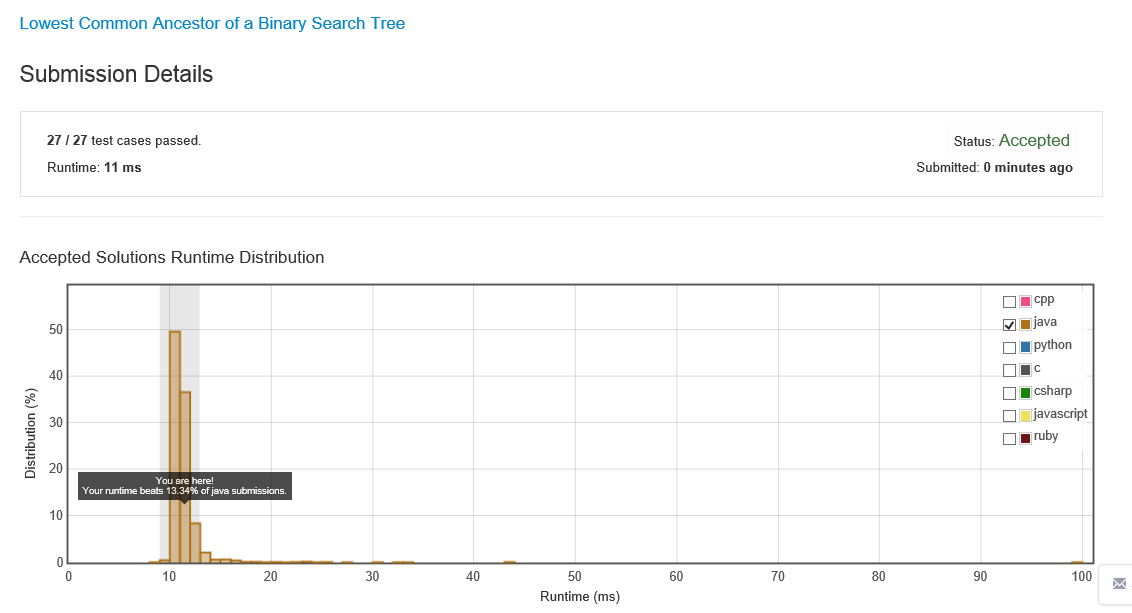 Lowest Common Ancestor of a Binary Search Tree
Submission Details
27 / 27 test cases passed.
Status: Accepted
Runtime: 11 ms
Submitted: 0 minutes ago
Accepted Solutions Runtime Distribution
cpp
java
python
c
csharp
javascript
ruby
Distribution (%)
50
40
30
20
10
0
You are here!
Your runtime beats 13.34% of java submissions.
0 10 20 30 40 50 60 70 80 90 100
Runtime (ms)